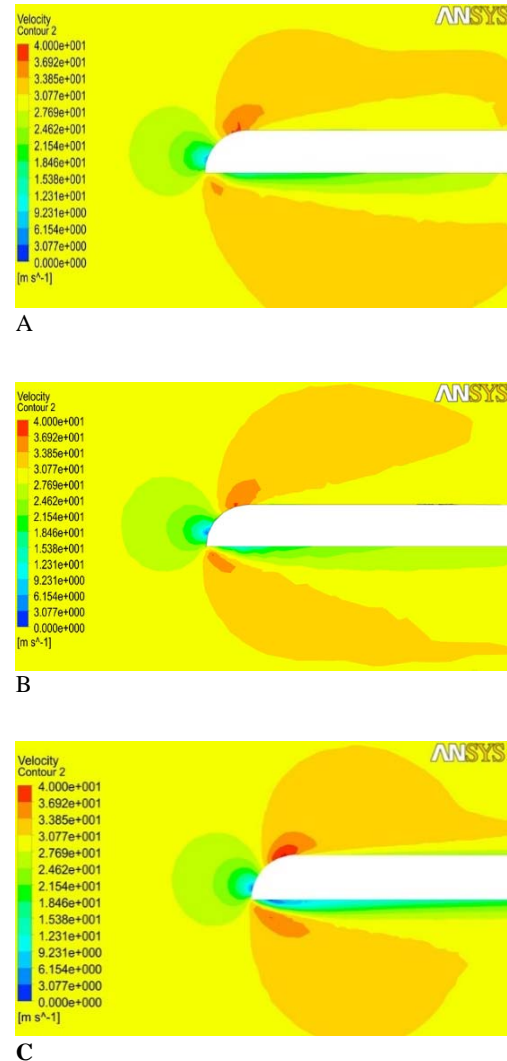 ANSYS
Velocity
Contour 2
4.000e+001
3.692e+001
3.385e+001
3.077e+001
2.769e+001
2.462e+001
2.154e+001
1.846e+001
1.538e+001
1.231e+001
9.231e+000
6.154e+000
3.077e+000
0.000e+000
[m s^-1]
A
ANSYS
Velocity
Contour 2
4.000e+001
3.692e+001
3.385e+001
3.077e+001
2.769e+001
2.462e+001
2.154e+001
1.846e+001
1.538e+001
1.231e+001
9.231e+000
6.154e+000
3.077e+000
0.000e+000
[m s^-1]
B
ANSYS
Velocity
Contour 2
4.000e+001
3.692e+001
3.385e+001
3.077e+001
2.769e+001
2.462e+001
2.154e+001
1.846e+001
1.538e+001
1.231e+001
9.231e+000
6.154e+000
3.077e+000
0.000e+000
[m s^-1]
C